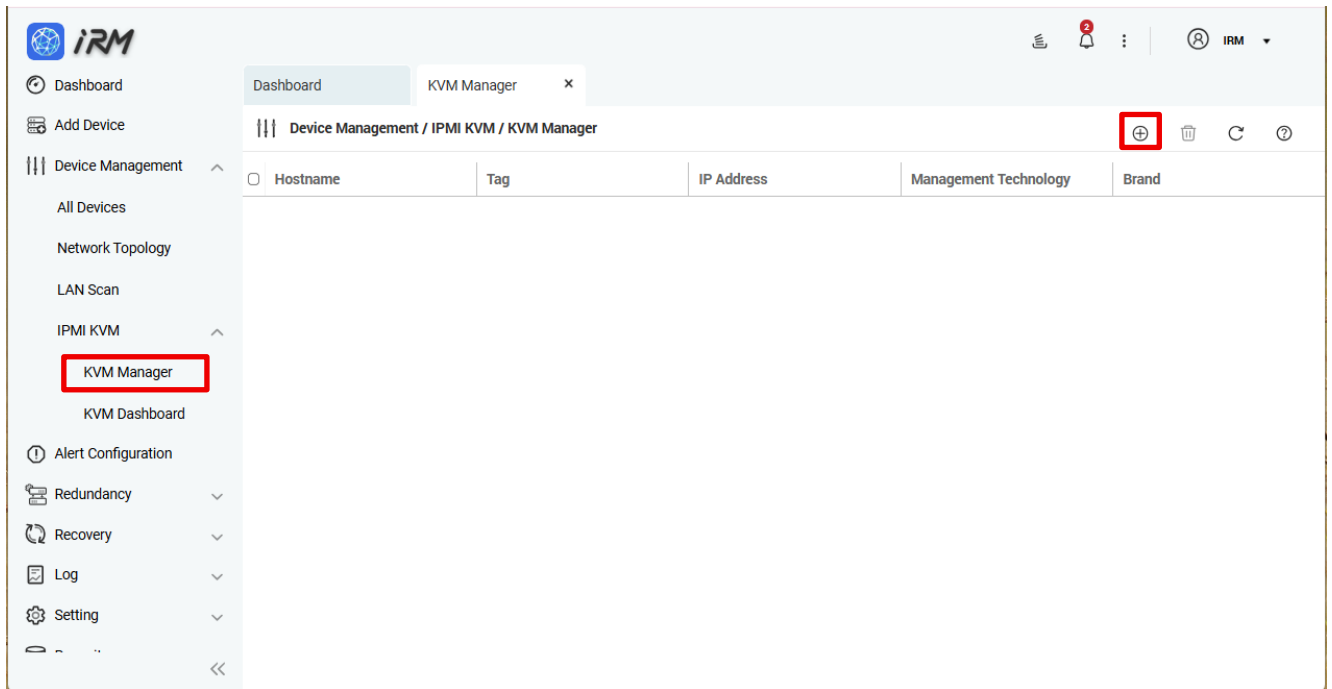 iRM
2
IRM
Dashboard
Dashboard
KVM Manager
Add Device
Device Management / IPMI KVM / KVM Manager
Device Management
Hostname
Tag
IP Address
Management Technology
Brand
All Devices
Network Topology
LAN Scan
IPMI KVM
KVM Manager
KVM Dashboard
Alert Configuration
Redundancy
Recovery
Log
Setting